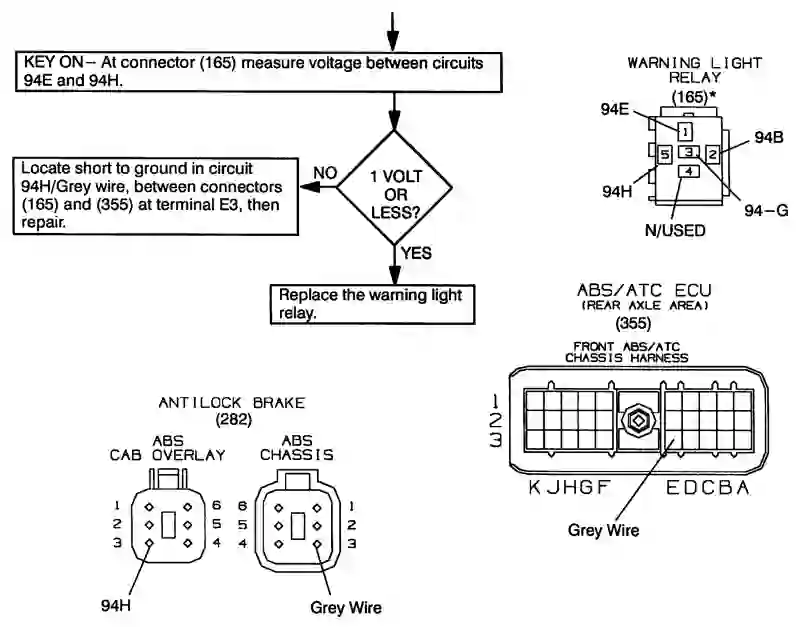 KEY ON – At connector (165) measure voltage between circuits
94E and 94H.
Locate short to ground in circuit
94H/Grey wire, between connectors
(165) and (355) at terminal E3, then
repair.
NO
1 VOLT
OR
LESS?
YES
Replace the warning light
relay.
WARNING LIGHT
RELAY
(165)*
94E
1
94B
5
3
2
4
94H
94-G
N/USED
ABS/ATC ECU
(REAR AXLE AREA)
(355)
FRONT ABS/ATC
CHASSIS HARNESS
1
2
3
KJHGF
EDCBA
Grey Wire
ANTILOCK BRAKE
(282)
ABS
CAB OVERLAY
ABS
CHASSIS
1 6 6 1
2 5 5 2
3 4 4 3
94H
Grey Wire